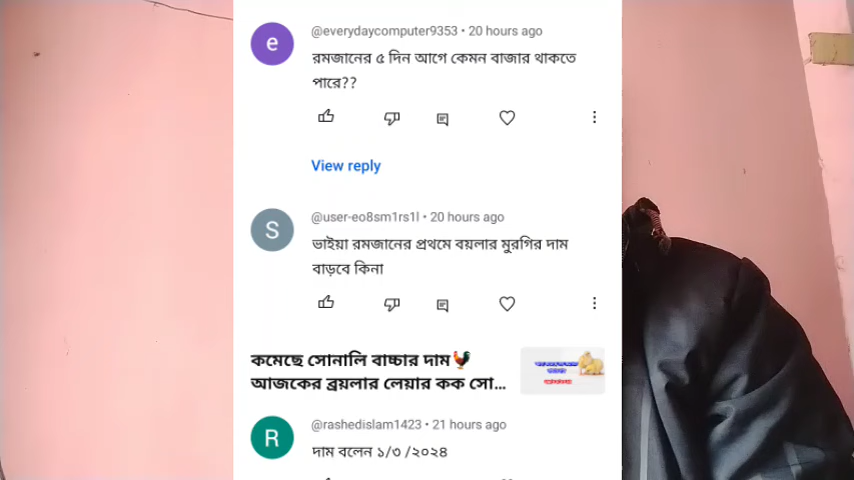 @everydaycomputer9353 • 20 hours ago
রমজানের ৫ দিন আগে কেমন বাজার থাকতে
পারে??
View reply
@user-eo8sm1rs1l • 20 hours ago
ভাইয়া রমজানের প্রথমে বয়লার মুরগির দাম
বাড়বে কিনা
কমেছে সোনালি বাচ্চার দাম🐓
আজকের ব্রয়লার লেয়ার কক সো...
@rashedislam1423 • 21 hours ago
দাম বলেন ১/৩ /২০২৪